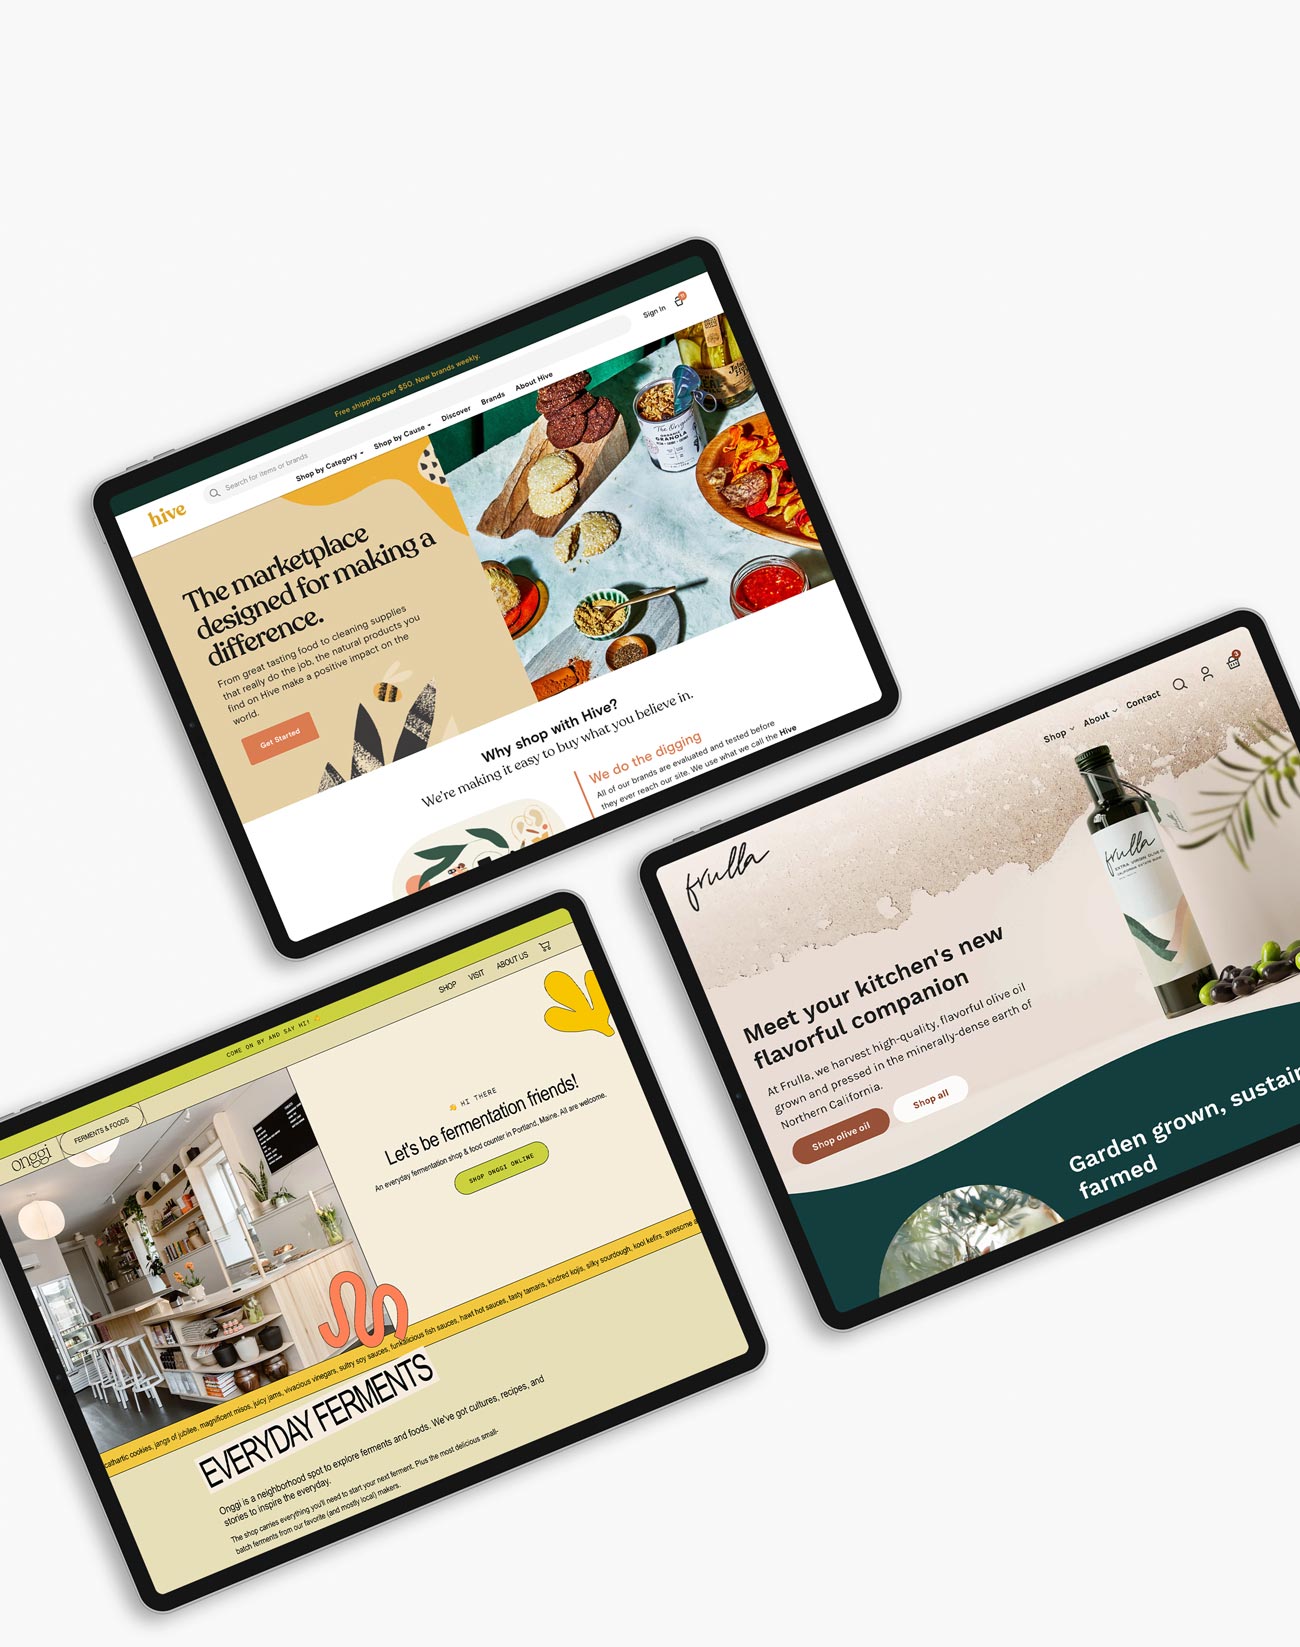 Free shipping over $50. New brands weekly.
hive
Search for items or brands
Sign In
Shop by Category
Shop by Cause
Discover
Brands
About Hive
The marketplace
designed for making a
difference.
From great tasting food to cleaning supplies
that really do the job, the natural products you
find on Hive make a positive impact on the
world.
Get Started
GRANOLA
Why shop with Hive?
We're making it easy to buy what you believe in.
We do the digging
All of our brands are evaluated and tested before
they ever reach our site. We use what we call the Hive
frulla
Shop
About
Contact
frulla
EXTRA VIRGIN OLIVE
Meet your kitchen's new
flavorful companion
At Frulla, we harvest high-quality, flavorful olive oil
grown and pressed in the minerally-dense earth of
Northern California.
Shop olive oil
Shop all
Garden grown, sustain
farmed
COME ON BY AND SAY HI!
onggi
FERMENTS & FOODS
SHOP
VISIT
ABOUT US
HI THERE
Let's be fermentation friends!
An everyday fermentation shop & food counter in Portland, Maine. All are welcome.
SHOP ONGGI ONLINE
cathartic cookies, jangs of jubilee, magnificent misos, juicy jams, vivacious vinegars, sultry soy sauces, funkalicious fish sauces, hawt hot sauces, tasty tamaris, kindred kojis, silky sourdough, kool kefirs, awesome
EVERYDAY FERMENTS
Onggi is a neighborhood spot to explore ferments and foods. We've got cultures, recipes, and
stories to inspire the everyday.
The shop carries everything you'll need to start your next ferment. Plus the most delicious small-
batch ferments from our favorite (and mostly local) makers.